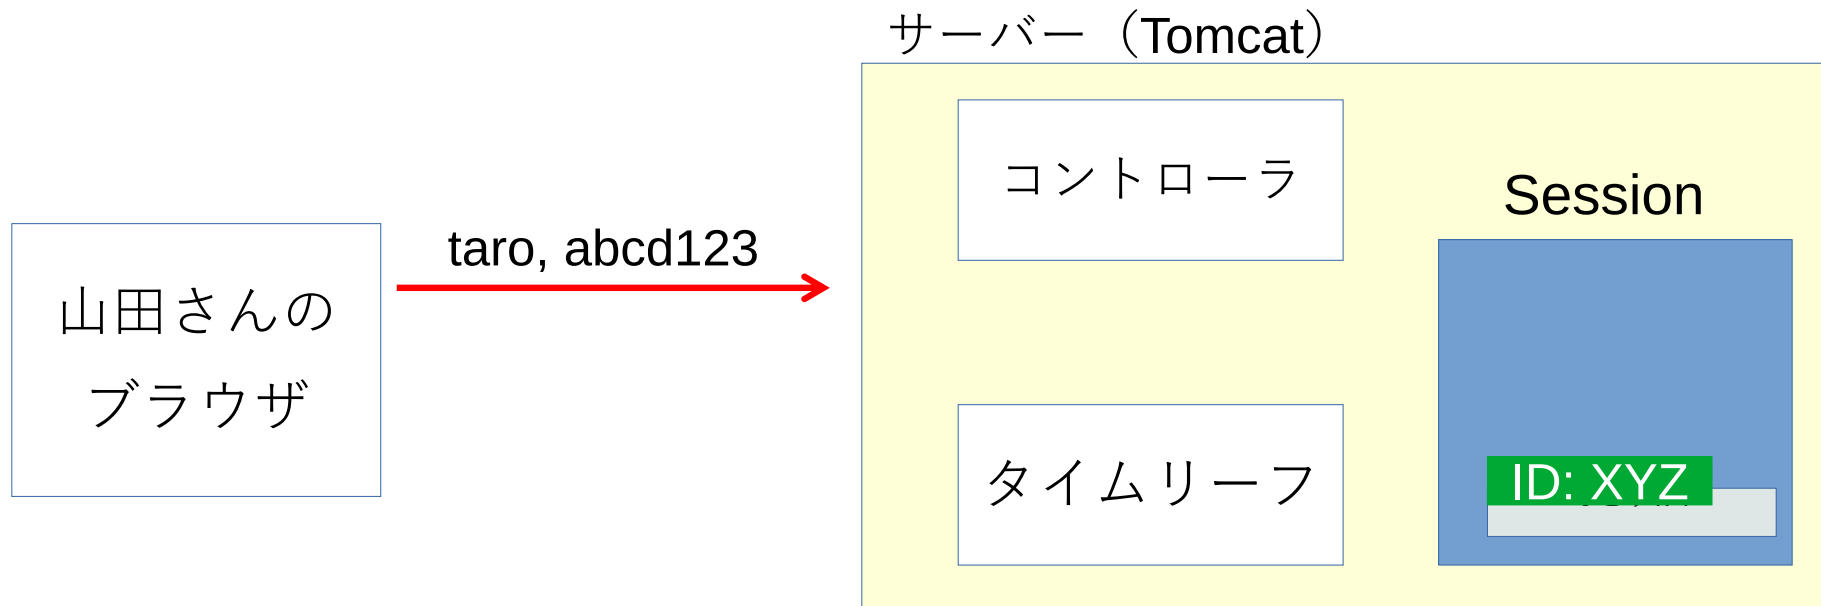 サーバー（Tomcat）
コントローラ
Session
taro, abcd123
山田さんの
ブラウザ
タイムリーフ
ID: XYZ